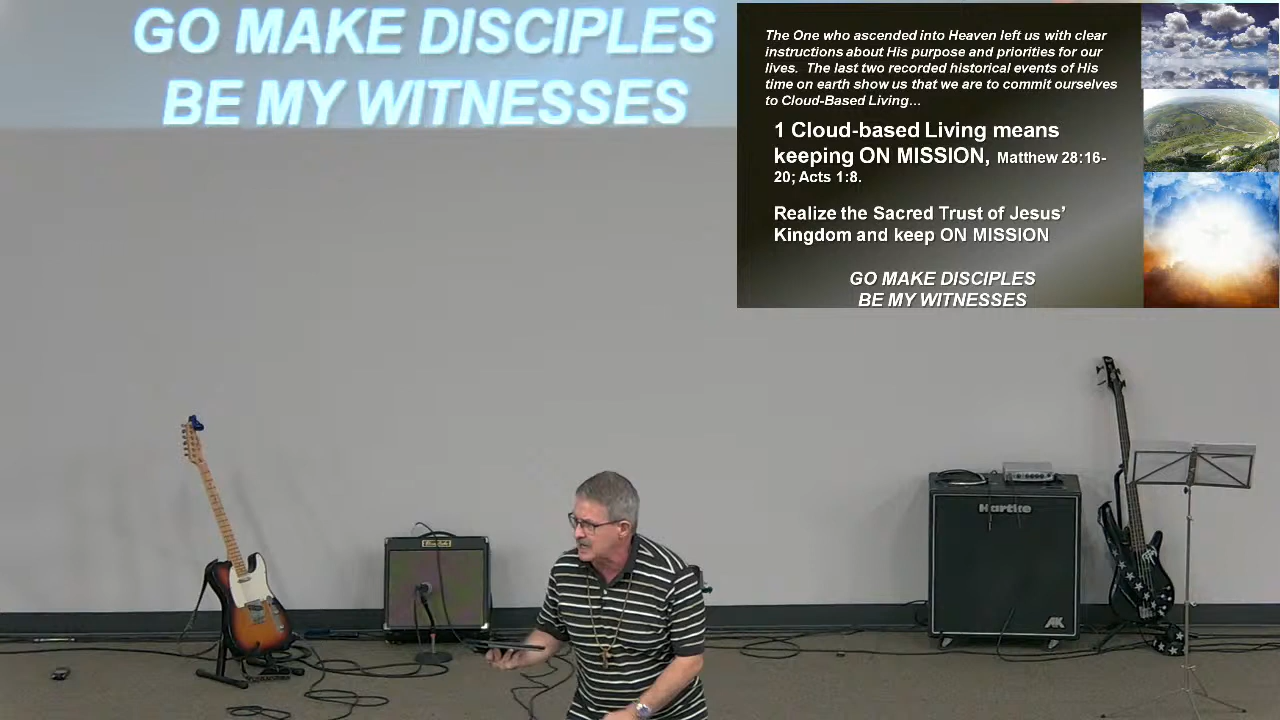 GO MAKE DISCIPLES
BE MY WITNESSES
The One who ascended into Heaven left us with clear
instructions about His purpose and priorities for our
lives. The last two recorded historical events of His
time on earth show us that we are to commit ourselves
to Cloud-Based Living...
1 Cloud-based Living means
keeping ON MISSION, Matthew 28:16-
20; Acts 1:8.
Realize the Sacred Trust of Jesus'
Kingdom and keep ON MISSION
GO MAKE DISCIPLES
BE MY WITNESSES
Hartke
AK